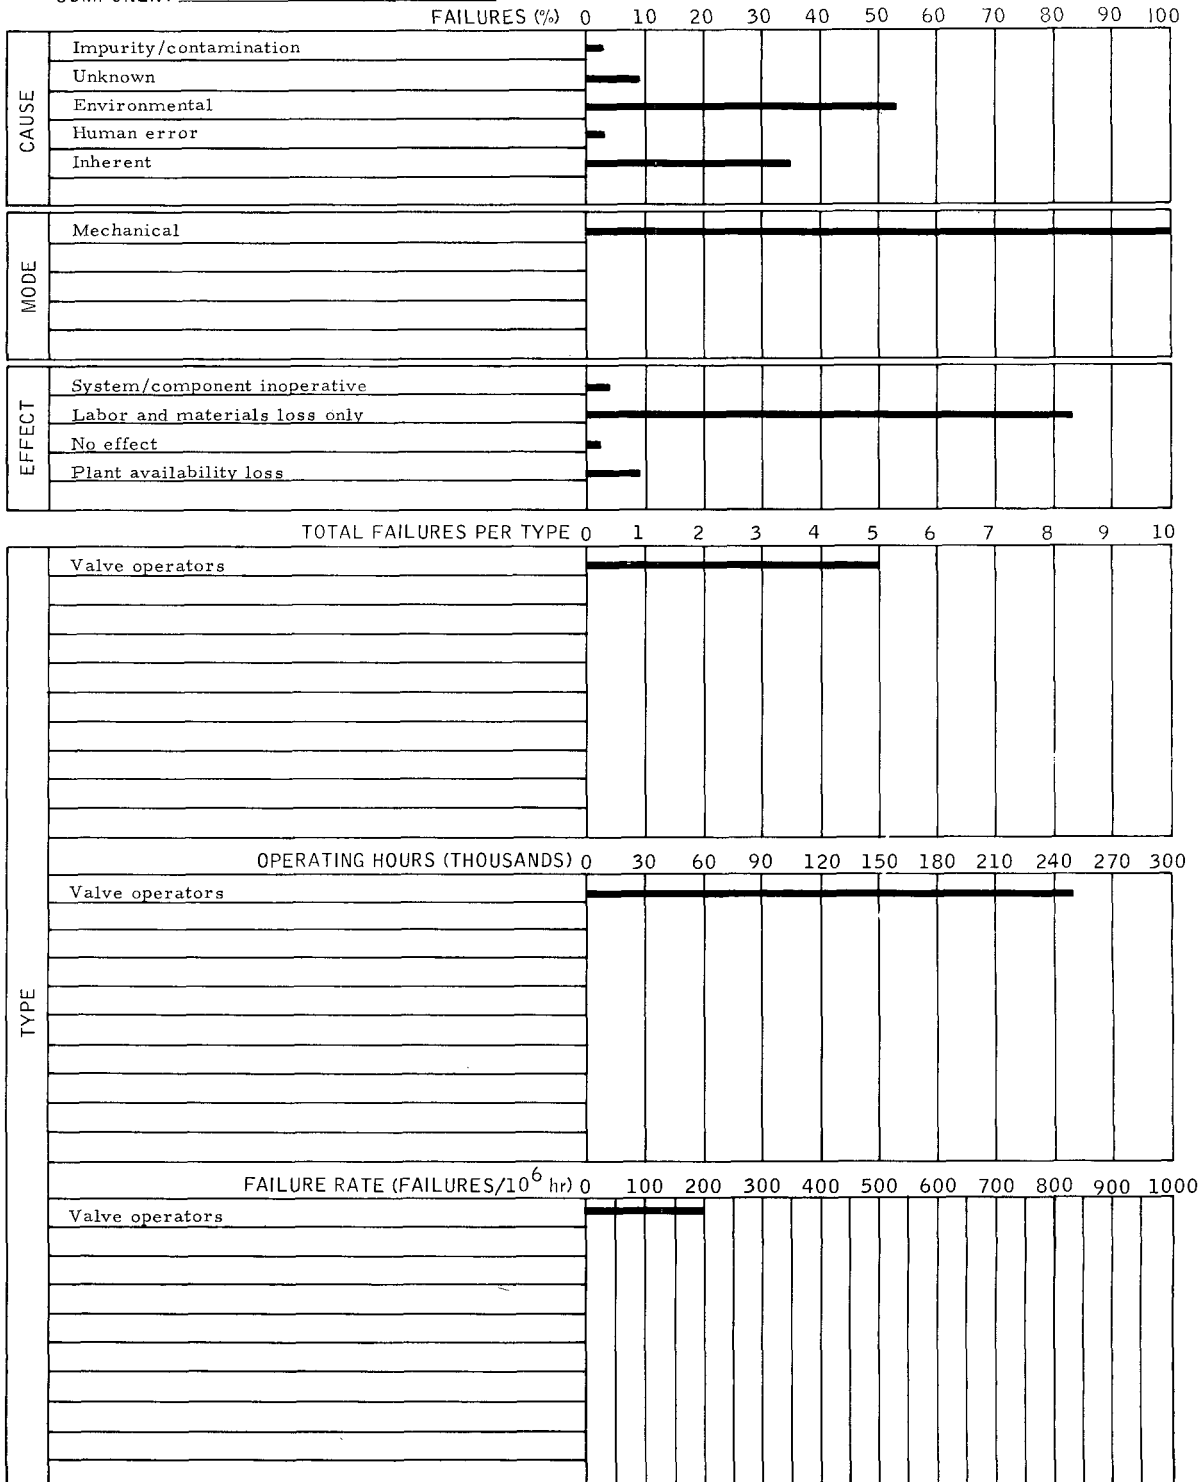 FAILURES (%) 0 10 20 30 40 50 60 70 80 90 100
CAUSE
Impurity/contamination
Unknown
Environmental
Human error
Inherent
MODE
Mechanical
EFFECT
System/component inoperative
Labor and materials loss only
No effect
Plant availability loss
TOTAL FAILURES PER TYPE 0 1 2 3 4 5 6 7 8 9 10
TYPE
Valve operators
OPERATING HOURS (THOUSANDS) 0 30 60 90 120 150 180 210 240 270 300
Valve operators
FAILURE RATE (FAILURES/10⁶ hr) 0 100 200 300 400 500 600 700 800 900 1000
Valve operators